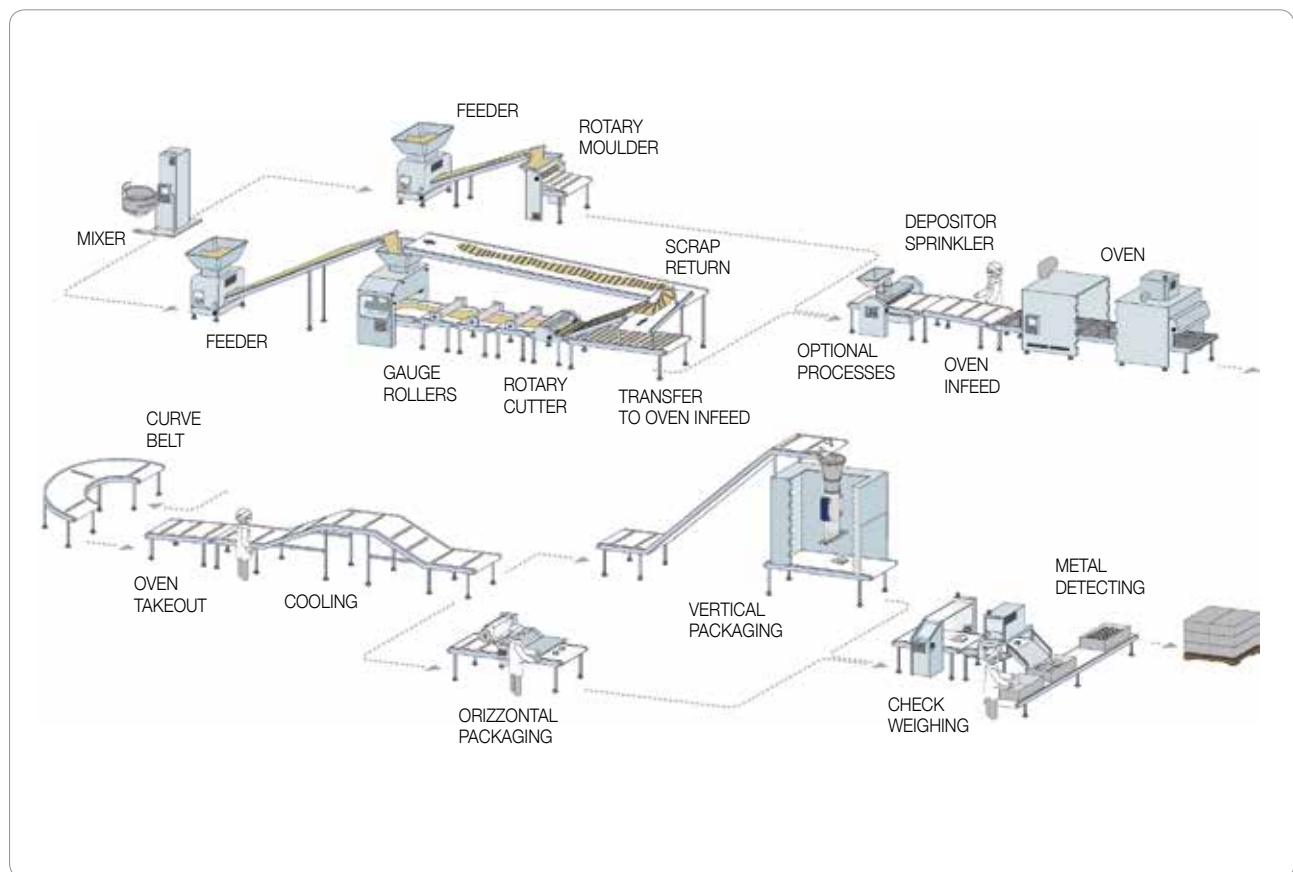 FEEDER
ROTARY
MOULDER
MIXER
DEPOSITOR
SPRINKLER
SCRAP
RETURN
OVEN
FEEDER
GAUGE
ROLLERS
ROTARY
CUTTER
TRANSFER
TO OVEN INFEED
OPTIONAL
PROCESSES
OVEN
INFEED
CURVE
BELT
OVEN
TAKEOUT
COOLING
VERTICAL
PACKAGING
METAL
DETECTING
ORIZZONTAL
PACKAGING
CHECK
WEIGHING